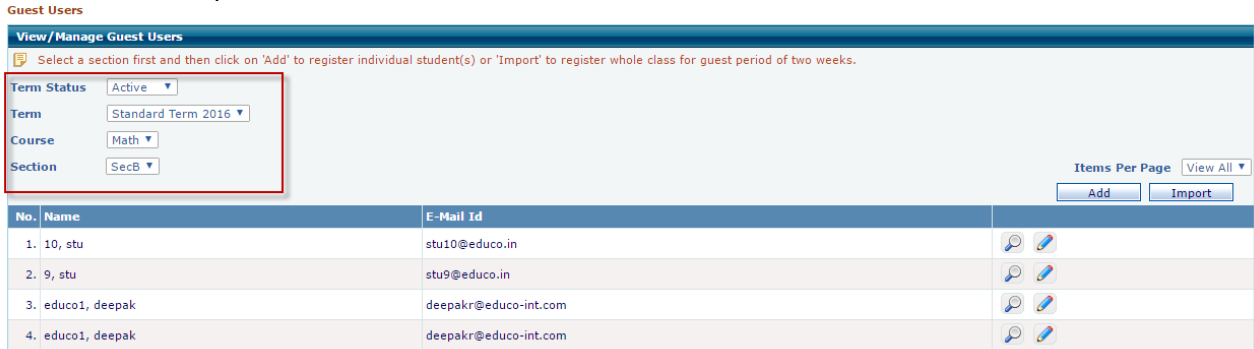 Guest Users
View/Manage Guest Users
Select a section first and then click on 'Add' to register individual student(s) or 'Import' to register whole class for guest period of two weeks.
Term Status Active
Term Standard Term 2016
Course Math
Section SecB
Items Per Page View All
Add Import
No. Name E-Mail Id
1. 10, stu stu10@educo.in
2. 9, stu stu9@educo.in
3. educo1, deepak deepakr@educo-int.com
4. educo1, deepak deepakr@educo-int.com